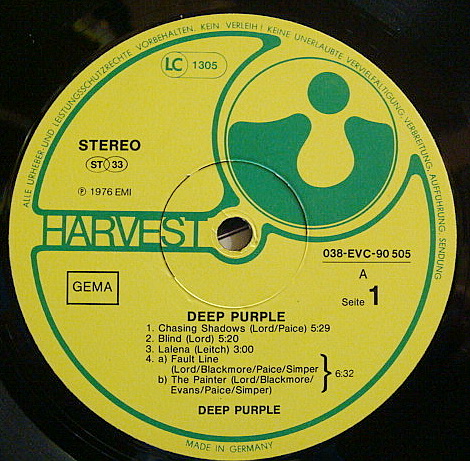 ALLE URHEBER-UND LEISTUNGSSCHUTZRECHTE VORBEHALTEN. KEIN VERLEIH! KEINE UNERLAUBTE VERVIELFÄLTIGUNG, VERBREITUNG, AUFFÜHRUNG, SENDUNG
LC 1305
STEREO
ST 33
Ⓟ 1976 EMI
HARVEST
038-EVC-90 505
A
Seite 1
GEMA
DEEP PURPLE
1. Chasing Shadows (Lord/Paice) 5:29
2. Blind (Lord) 5:20
3. Lalena (Leitch) 3:00
4. a) Fault Line
(Lord/Blackmore/Paice/Simper
b) The Painter (Lord/Blackmore/
Evans/Paice/Simper)
} 6:32
DEEP PURPLE
MADE IN GERMANY